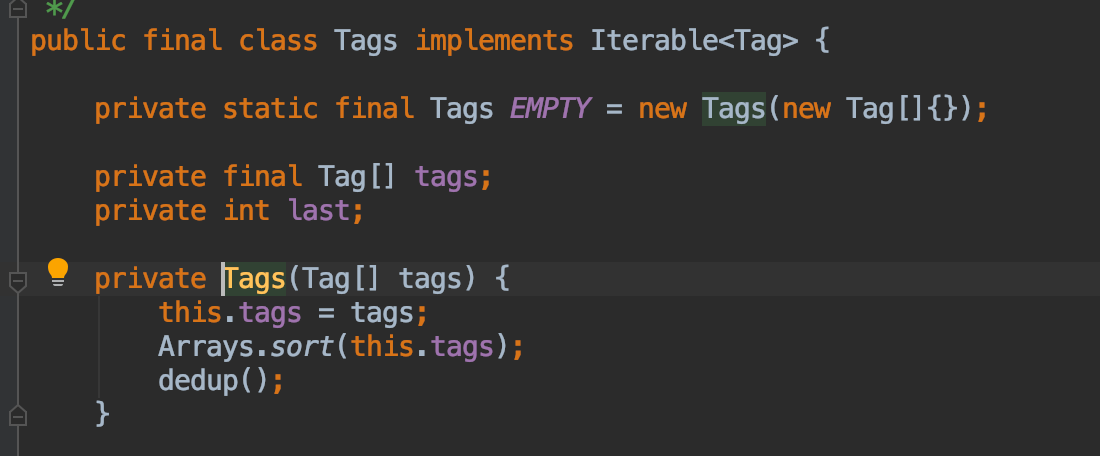 */
public final class Tags implements Iterable<Tag> {
private static final Tags EMPTY = new Tags(new Tag[]{});
private final Tag[] tags;
private int last;
private Tags(Tag[] tags) {
this.tags = tags;
Arrays.sort(this.tags);
dedup();
}